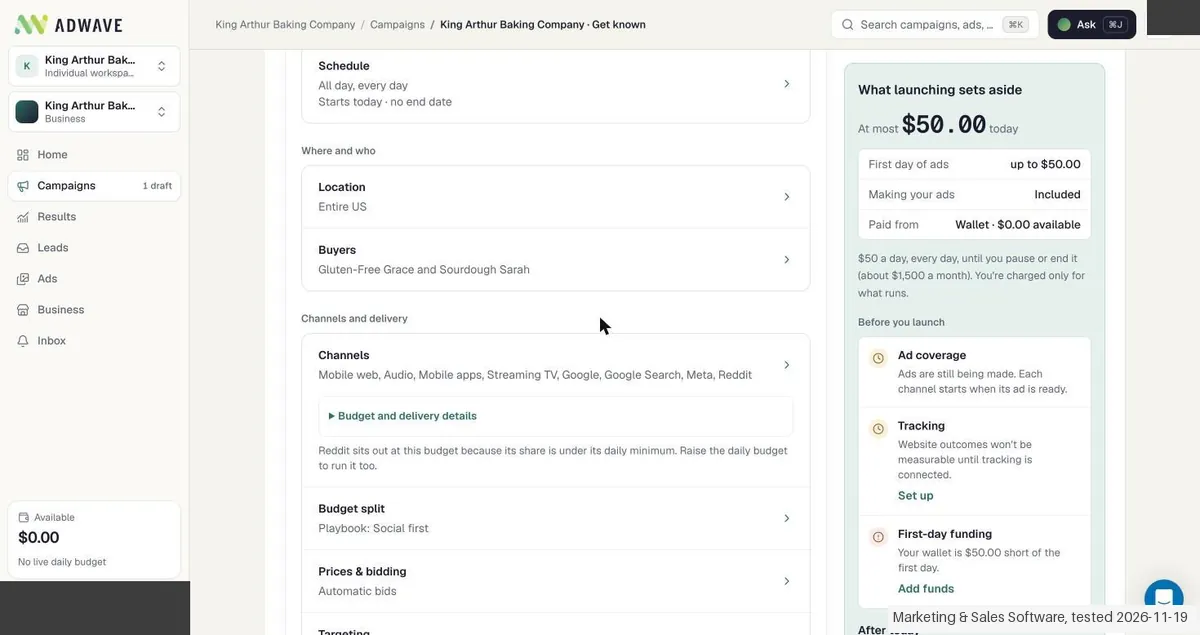 ADWAVE
King Arthur Baking Company / Campaigns / King Arthur Baking Company · Get known
Search campaigns, ads, ... ⌘K
Ask ⌘J
K
King Arthur Bak...
Individual workspa...
King Arthur Bak...
Business
Home
Campaigns 1 draft
Results
Leads
Ads
Business
Inbox
Available
$0.00
No live daily budget
Schedule
All day, every day
Starts today · no end date
Where and who
Location
Entire US
Buyers
Gluten-Free Grace and Sourdough Sarah
Channels and delivery
Channels
Mobile web, Audio, Mobile apps, Streaming TV, Google, Google Search, Meta, Reddit
Budget and delivery details
Reddit sits out at this budget because its share is under its daily minimum. Raise the daily budget
to run it too.
Budget split
Playbook: Social first
Prices & bidding
Automatic bids
Targeting
What launching sets aside
At most $50.00 today
First day of ads up to $50.00
Making your ads Included
Paid from Wallet · $0.00 available
$50 a day, every day, until you pause or end it
(about $1,500 a month). You're charged only for
what runs.
Before you launch
Ad coverage
Ads are still being made. Each
channel starts when its ad is ready.
Tracking
Website outcomes won't be
measurable until tracking is
connected.
Set up
First-day funding
Your wallet is $50.00 short of the
first day.
Add funds
After today
Marketing & Sales Software, tested 2026-11-19